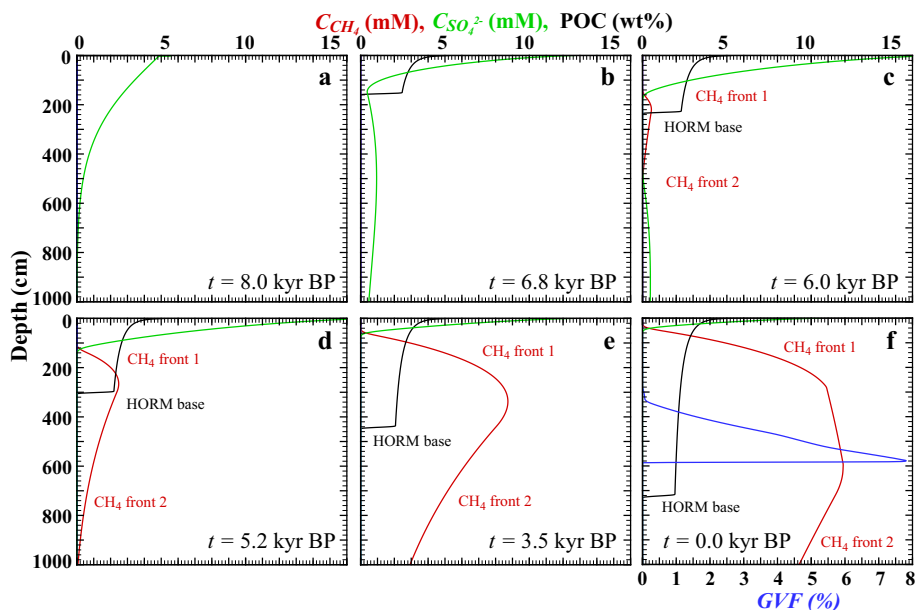 C_CH₄ (mM), C_SO₄²⁻ (mM), POC (wt%)
0 5 10 15 0 5 10 15 0 5 10 15
0
200
400
600
800
1000
a
t = 8.0 kyr BP
b
t = 6.8 kyr BP
c
CH₄ front 1
HORM base
CH₄ front 2
t = 6.0 kyr BP
Depth (cm)
0
200
400
600
800
1000
d
CH₄ front 1
HORM base
CH₄ front 2
t = 5.2 kyr BP
e
CH₄ front 1
HORM base
CH₄ front 2
t = 3.5 kyr BP
f
CH₄ front 1
HORM base
t = 0.0 kyr BP
CH₄ front 2
0 1 2 3 4 5 6 7 8
GVF (%)